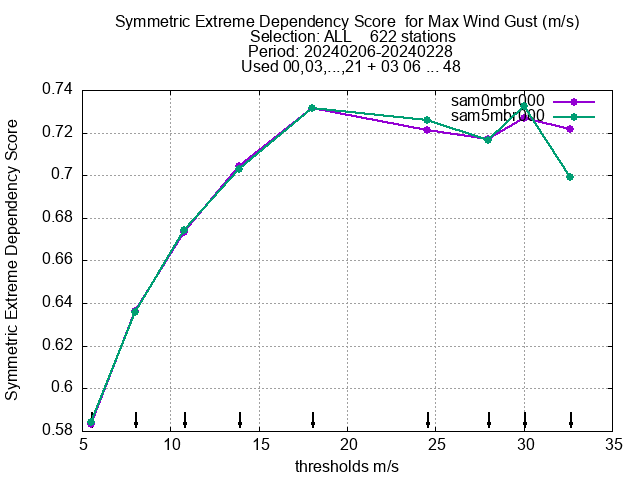 Symmetric Extreme Dependency Score  for Max Wind Gust (m/s)
Selection: ALL    622 stations
Period: 20240206-20240228
Used 00,03,...,21 + 03 06 ... 48
sam0mbr000
sam5mbr000
0.74
0.72
0.7
0.68
0.66
0.64
0.62
0.6
0.58
Symmetric Extreme Dependency Score
5 10 15 20 25 30 35
thresholds m/s